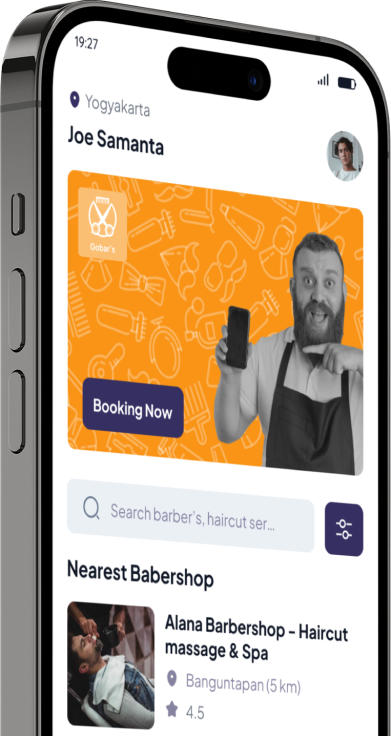 19:27
Yogyakarta
Joe Samanta
Gobar's
Booking Now
Search barber's, haircut ser...
Nearest Babershop
Alana Barbershop - Haircut
massage & Spa
Banguntapan (5 km)
4.5